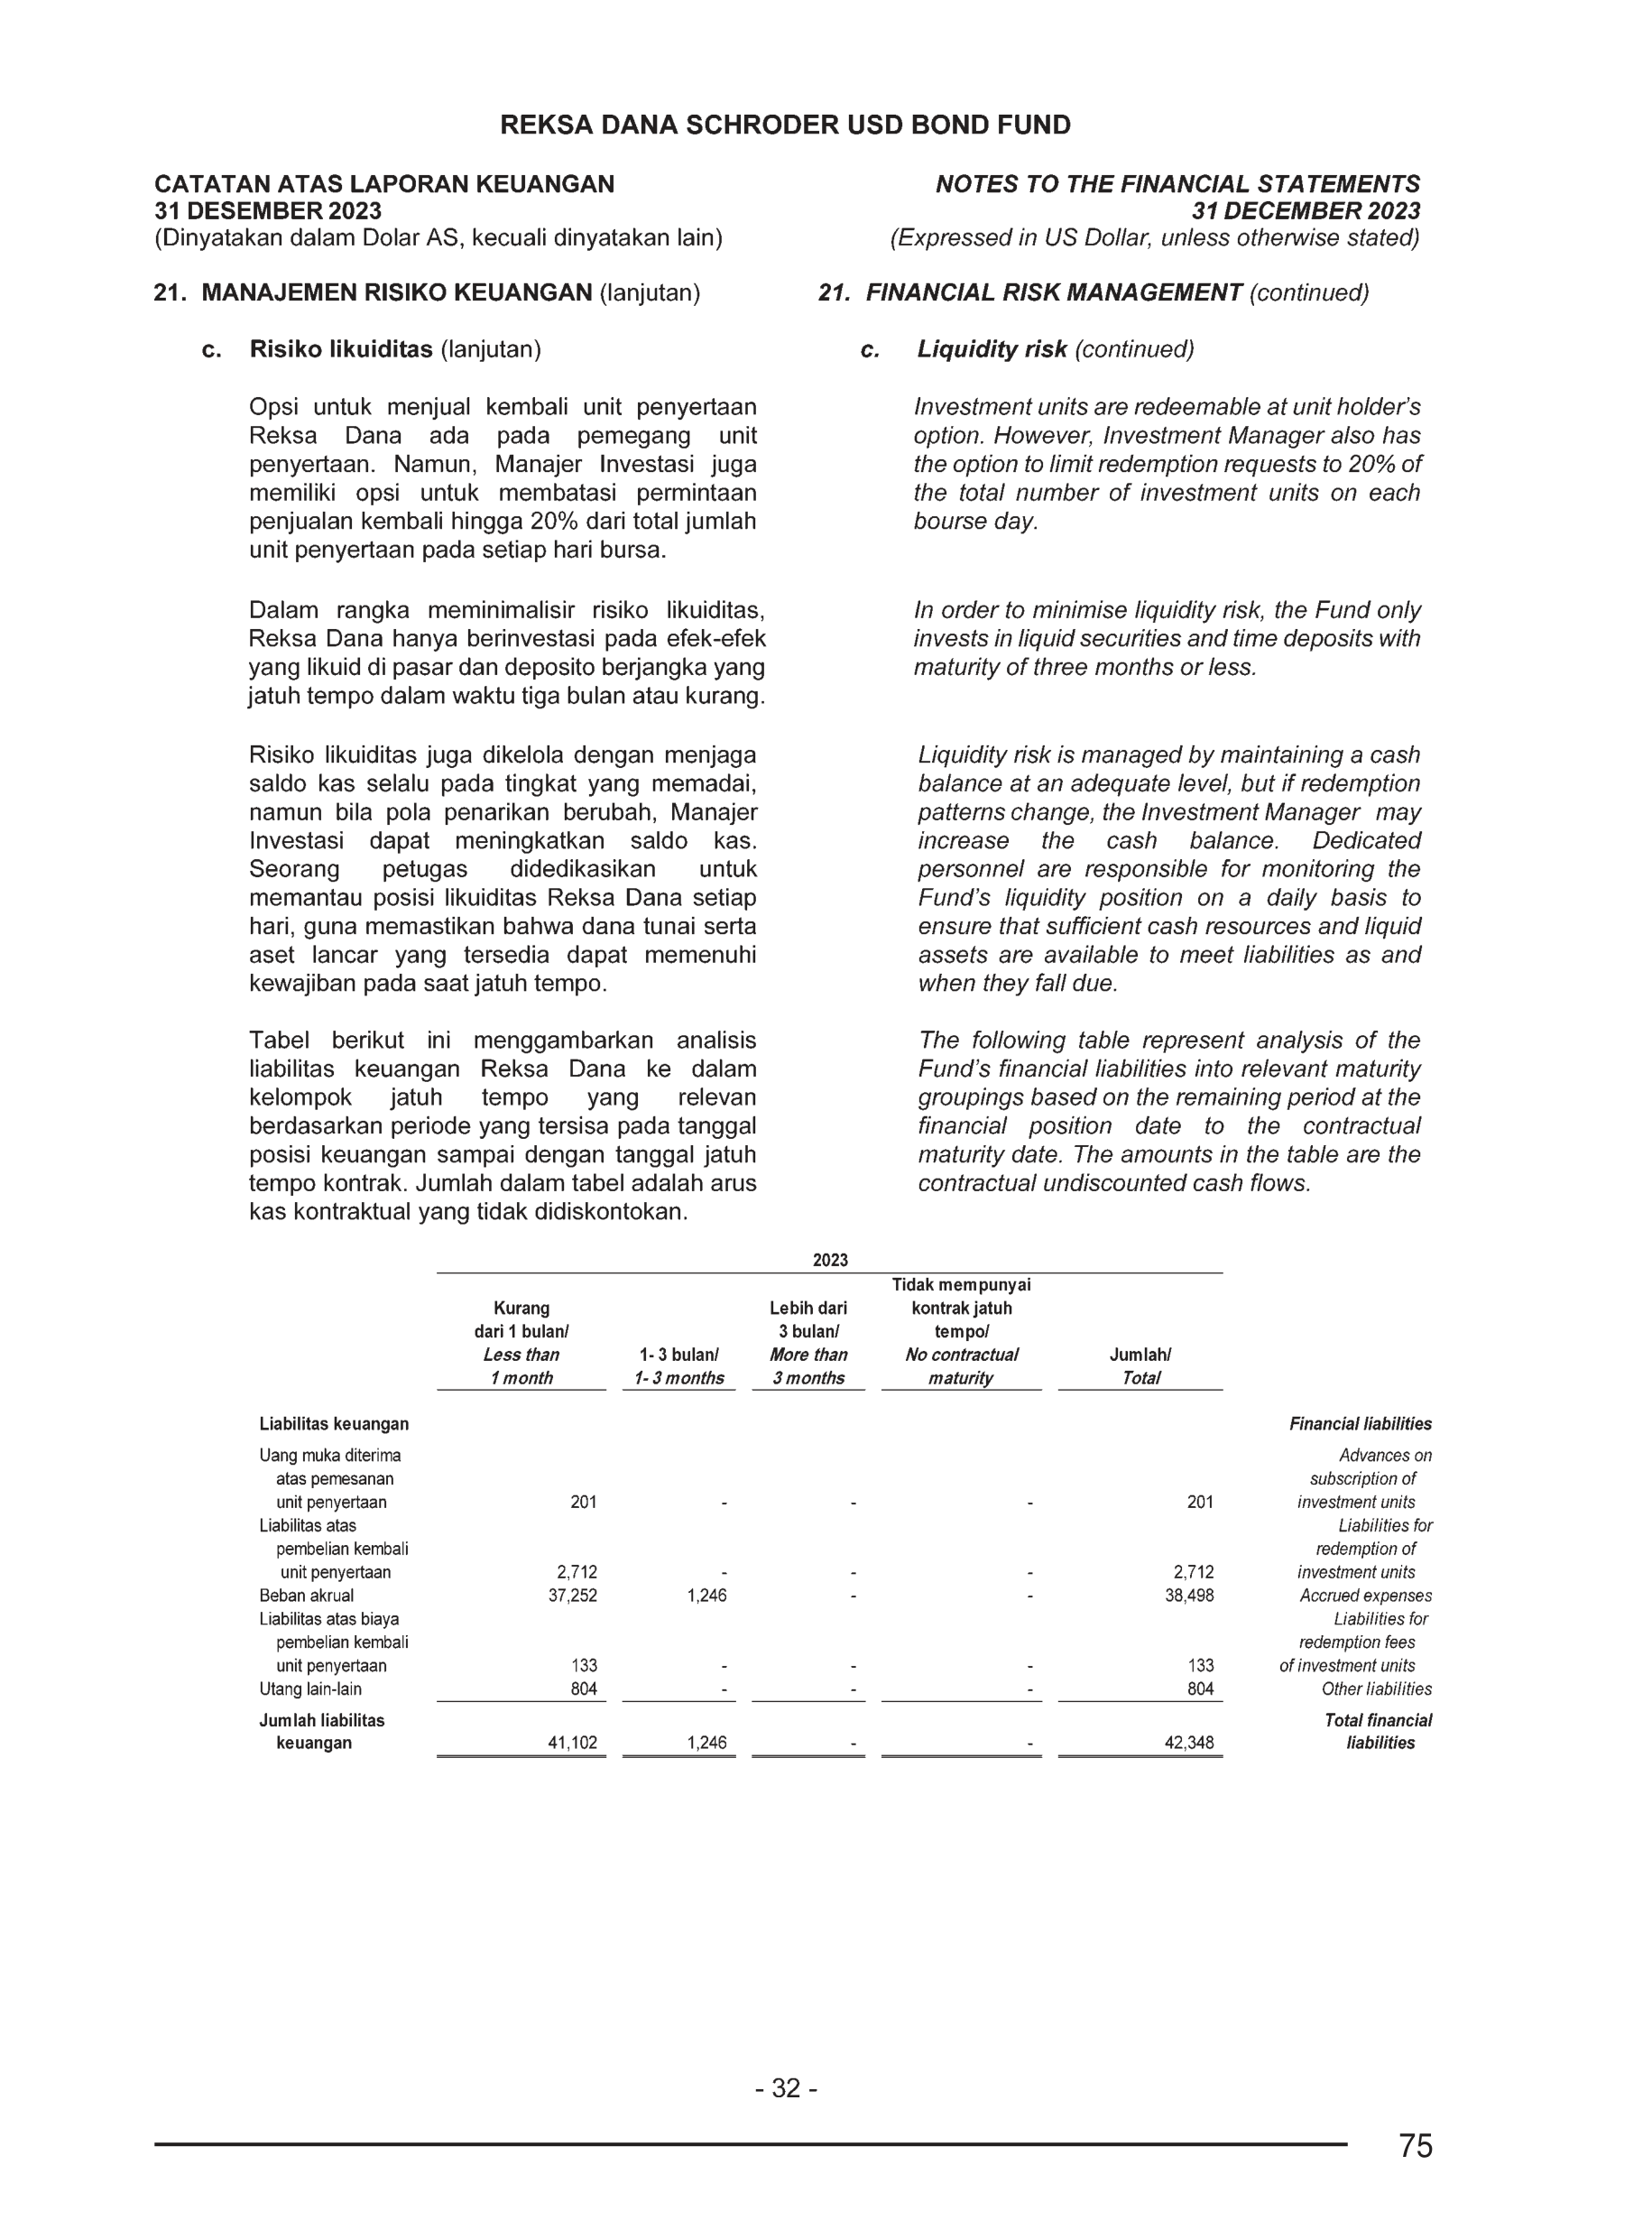 REKSA DANA SCHRODER USD BOND FUND
CATATAN ATAS LAPORAN KEUANGAN
31 DESEMBER 2023
(Dinyatakan dalam Dolar AS, kecuali dinyatakan lain)
NOTES TO THE FINANCIAL STATEMENTS
31 DECEMBER 2023
(Expressed in US Dollar, unless otherwise stated)
21. MANAJEMEN RISIKO KEUANGAN (lanjutan)
21. FINANCIAL RISK MANAGEMENT (continued)
c. Risiko likuiditas (lanjutan)
c. Liquidity risk (continued)
Opsi untuk menjual kembali unit penyertaan
Reksa Dana ada pada pemegang unit
penyertaan. Namun, Manajer Investasi juga
memiliki opsi untuk membatasi permintaan
penjualan kembali hingga 20% dari total jumlah
unit penyertaan pada setiap hari bursa.
Investment units are redeemable at unit holder's
option. However, Investment Manager also has
the option to limit redemption requests to 20% of
the total number of investment units on each
bourse day.
Dalam rangka meminimalisir risiko likuiditas,
Reksa Dana hanya berinvestasi pada efek-efek
yang likuid di pasar dan deposito berjangka yang
jatuh tempo dalam waktu tiga bulan atau kurang.
In order to minimise liquidity risk, the Fund only
invests in liquid securities and time deposits with
maturity of three months or less.
Risiko likuiditas juga dikelola dengan menjaga
saldo kas selalu pada tingkat yang memadai,
namun bila pola penarikan berubah, Manajer
Investasi dapat meningkatkan saldo kas.
Seorang petugas didedikasikan untuk
memantau posisi likuiditas Reksa Dana setiap
hari, guna memastikan bahwa dana tunai serta
aset lancar yang tersedia dapat memenuhi
kewajiban pada saat jatuh tempo.
Liquidity risk is managed by maintaining a cash
balance at an adequate level, but if redemption
patterns change, the Investment Manager may
increase the cash balance. Dedicated
personnel are responsible for monitoring the
Fund's liquidity position on a daily basis to
ensure that sufficient cash resources and liquid
assets are available to meet liabilities as and
when they fall due.
Tabel berikut ini menggambarkan analisis
liabilitas keuangan Reksa Dana ke dalam
kelompok jatuh tempo yang relevan
berdasarkan periode yang tersisa pada tanggal
posisi keuangan sampai dengan tanggal jatuh
tempo kontrak. Jumlah dalam tabel adalah arus
kas kontraktual yang tidak didiskontokan.
The following table represent analysis of the
Fund's financial liabilities into relevant maturity
groupings based on the remaining period at the
financial position date to the contractual
maturity date. The amounts in the table are the
contractual undiscounted cash flows.
2023
Tidak mempunyai
Kurang Lebih dari kontrak jatuh
dari 1 bulan/ 3 bulan/ tempo/
Less than 1- 3 bulan/ More than No contractual Jumlah/
1 month 1- 3 months 3 months maturity Total
Liabilitas keuangan Financial liabilities
Uang muka diterima Advances on
atas pemesanan subscription of
unit penyertaan 201 - - - 201 investment units
Liabilitas atas Liabilities for
pembelian kembali redemption of
unit penyertaan 2,712 - - - 2,712 investment units
Beban akrual 37,252 1,246 - - 38,498 Accrued expenses
Liabilitas atas biaya Liabilities for
pembelian kembali redemption fees
unit penyertaan 133 - - - 133 of investment units
Utang lain-lain 804 - - - 804 Other liabilities
Jumlah liabilitas Total financial
keuangan 41,102 1,246 - - 42,348 liabilities
- 32 -
75